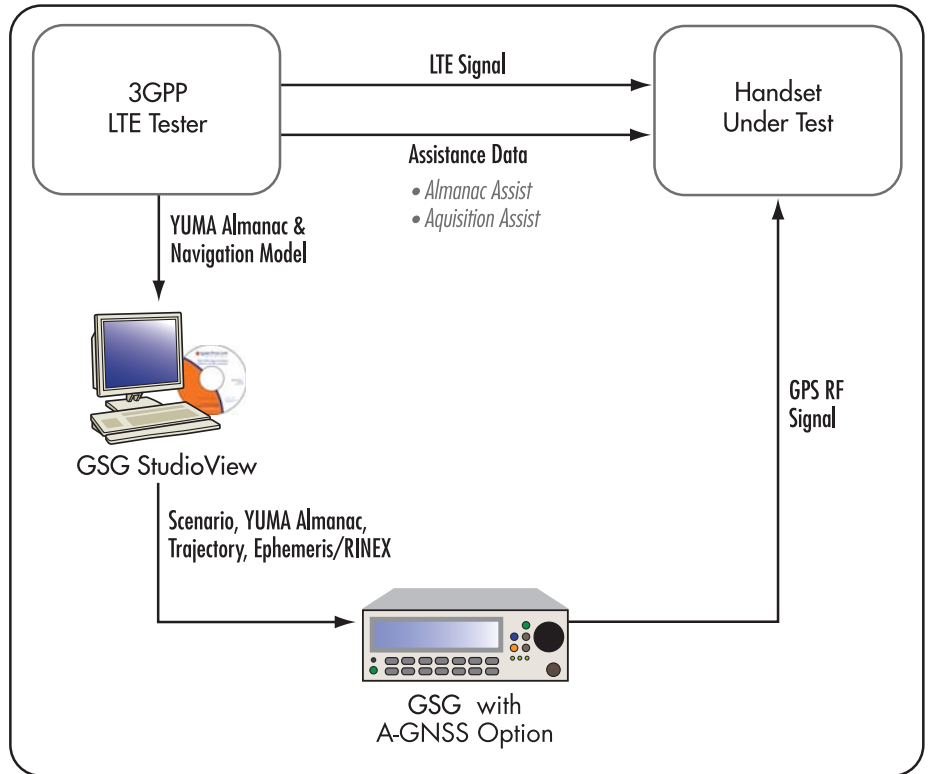 3GPP
LTE Tester
LTE Signal
Handset
Under Test
Assistance Data
• Almanac Assist
• Aquisition Assist
YUMA Almanac &
Navigation Model
GPS RF
Signal
GSG StudioView
Scenario, YUMA Almanac,
Trajectory, Ephemeris/RINEX
GSG with
A-GNSS Option